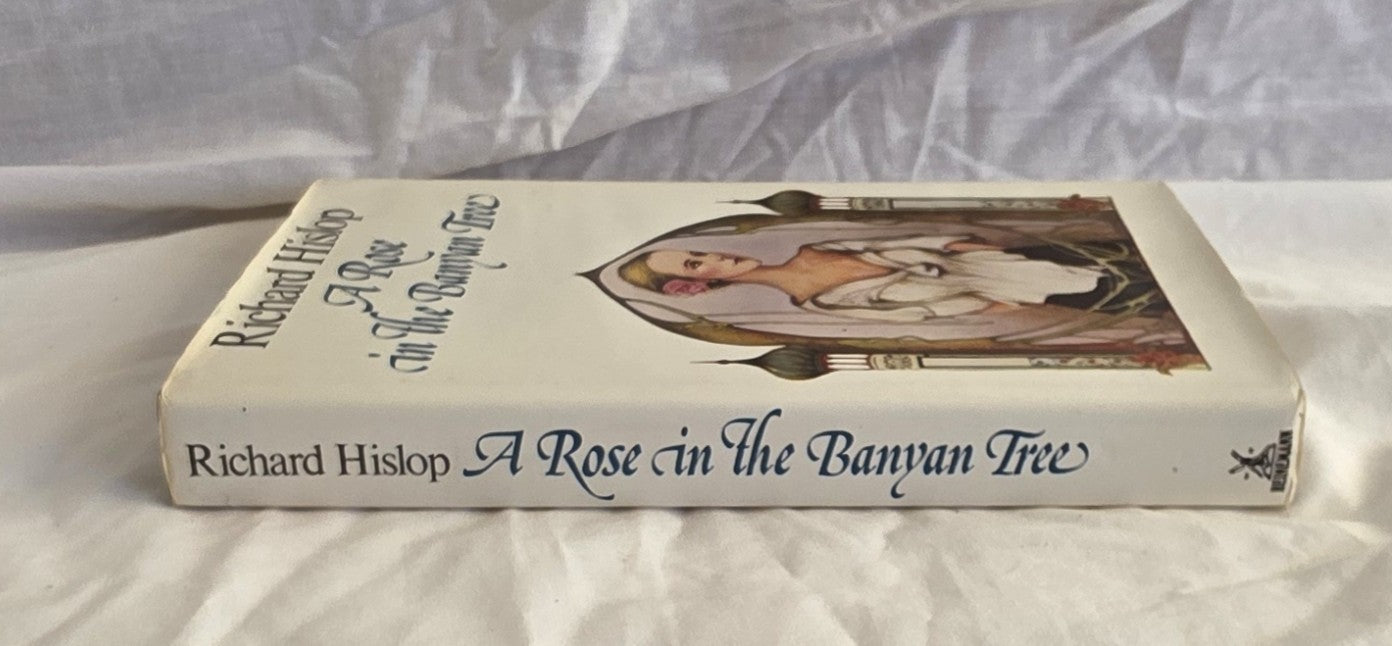 Richard Hislop
A Rose
in the Banyan Tree
Richard Hislop A Rose in the Banyan Tree
HEINEMANN